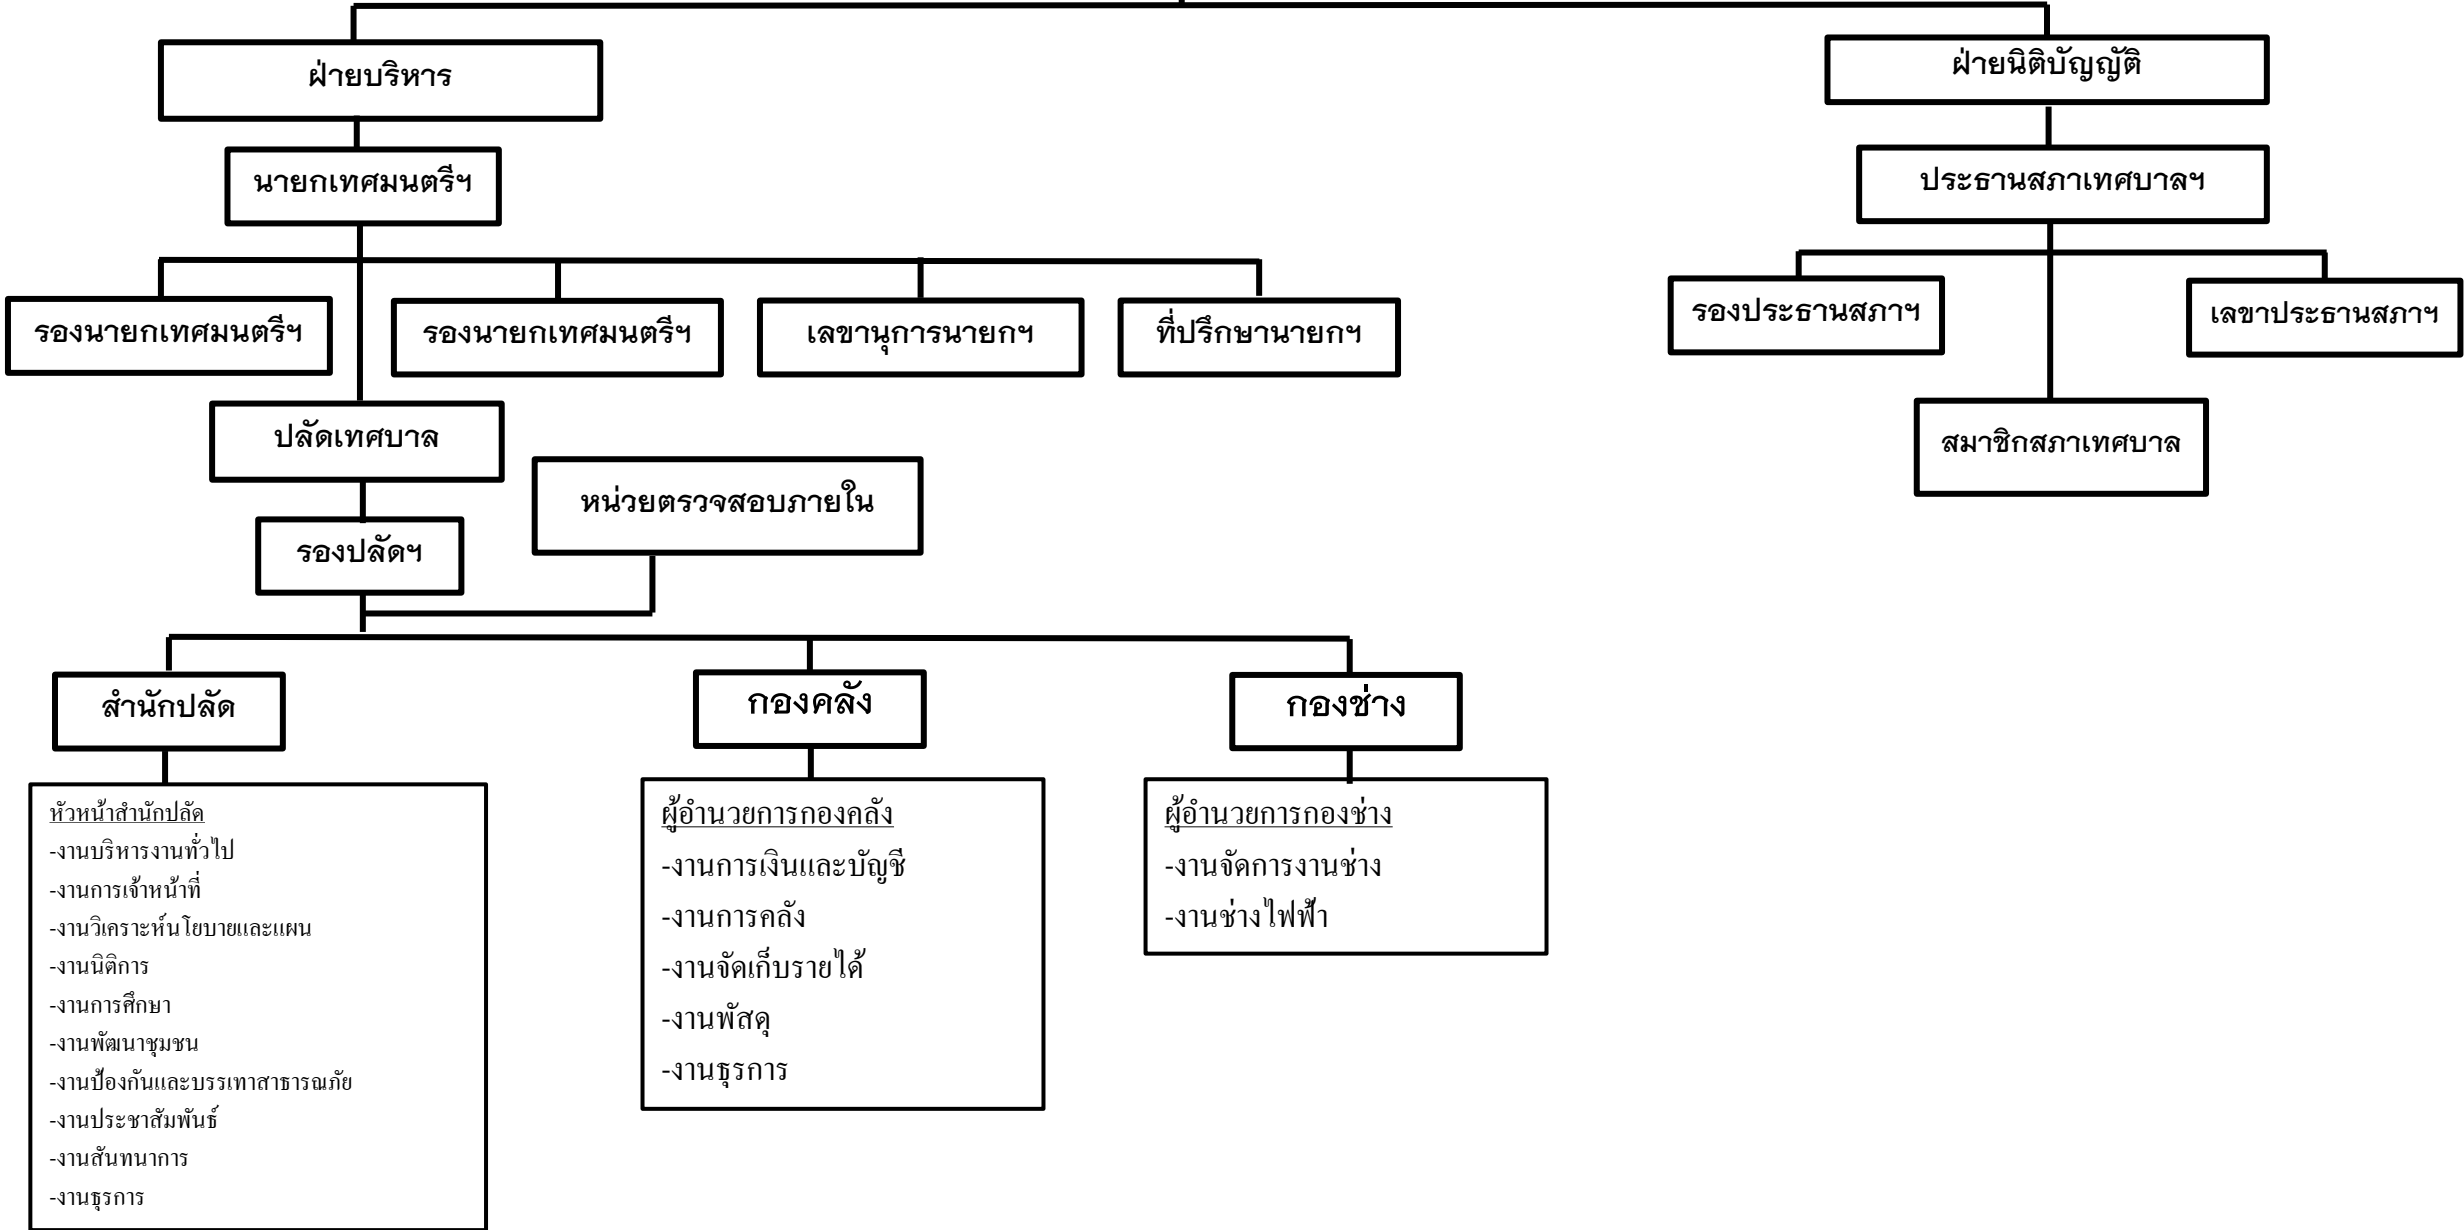 ฝ่ายบริหาร
ฝ่ายนิติบัญญัติ
นายกเทศมนตรีฯ
ประธานสภาเทศบาลฯ
รองนายกเทศมนตรีฯ
รองนายกเทศมนตรีฯ
เลขานุการนายกฯ
ที่ปรึกษานายกฯ
รองประธานสภาฯ
เลขาประธานสภาฯ
ปลัดเทศบาล
สมาชิกสภาเทศบาล
หน่วยตรวจสอบภายใน
รองปลัดฯ
สำนักปลัด
กองคลัง
กองช่าง
หัวหน้าสำนักปลัด
-งานบริหารงานทั่วไป
-งานการเจ้าหน้าที่
-งานวิเคราะห์นโยบายและแผน
-งานนิติการ
-งานการศึกษา
-งานพัฒนาชุมชน
-งานป้องกันและบรรเทาสาธารณภัย
-งานประชาสัมพันธ์
-งานสันทนาการ
-งานธุรการ
ผู้อำนวยการกองคลัง
-งานการเงินและบัญชี
-งานการคลัง
-งานจัดเก็บรายได้
-งานพัสดุ
-งานธุรการ
ผู้อำนวยการกองช่าง
-งานจัดการงานช่าง
-งานช่างไฟฟ้า